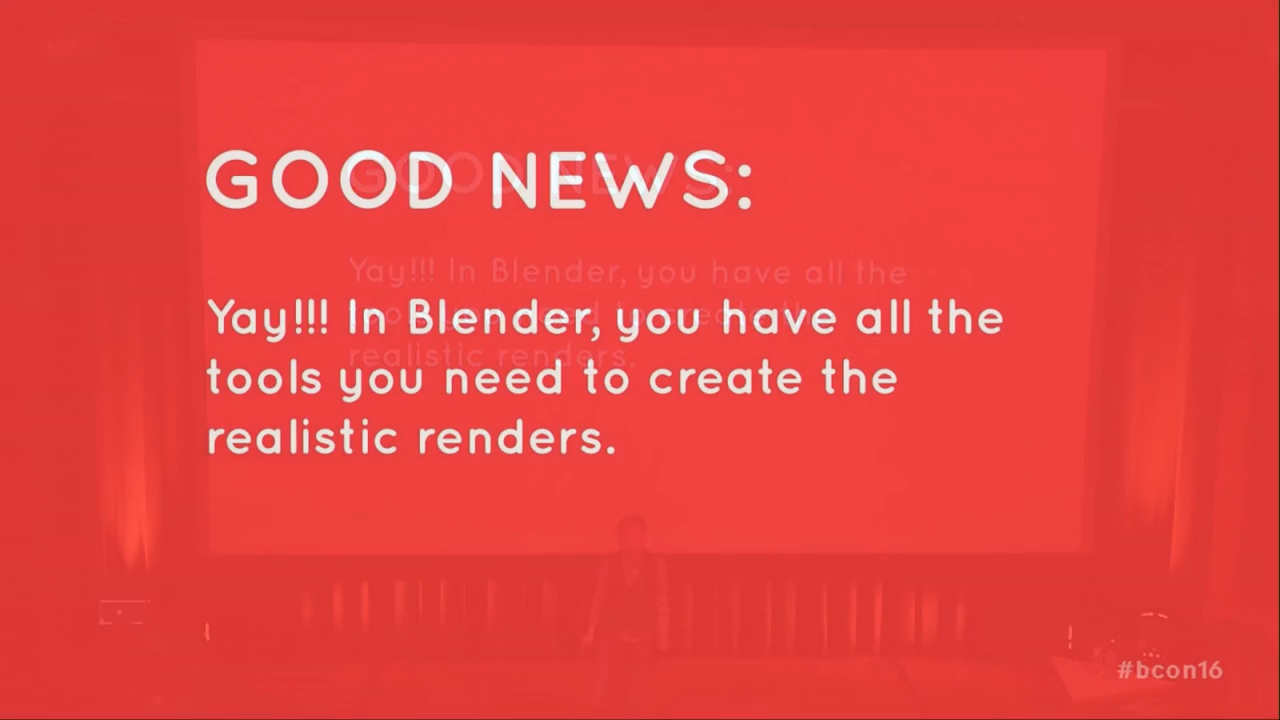 GOOD NEWS:
Yay!!! In Blender, you have all the
tools you need to create the
realistic renders.
#bcon16